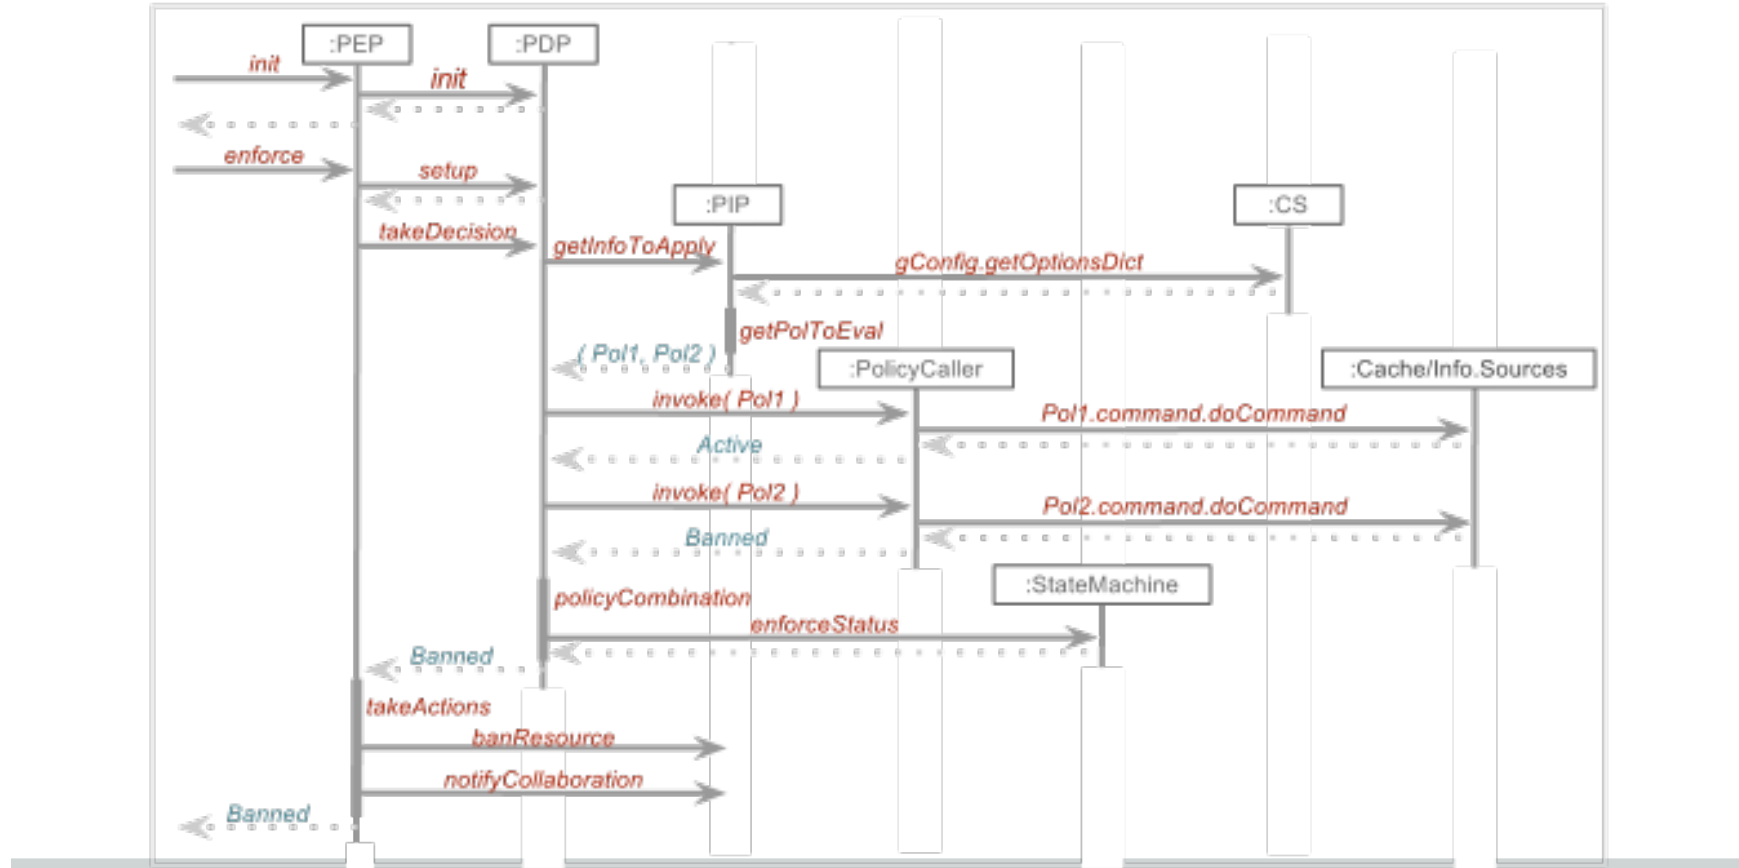 :PEP
:PDP
init
init
enforce
setup
:PIP
:CS
takeDecision
getInfoToApply
gConfig.getOptionsDict
getPolToEval
( Pol1, Pol2 )
:PolicyCaller
:Cache/Info.Sources
invoke( Pol1 )
Pol1.command.doCommand
Active
invoke( Pol2 )
Pol2.command.doCommand
Banned
:StateMachine
policyCombination
enforceStatus
Banned
takeActions
banResource
notifyCollaboration
Banned